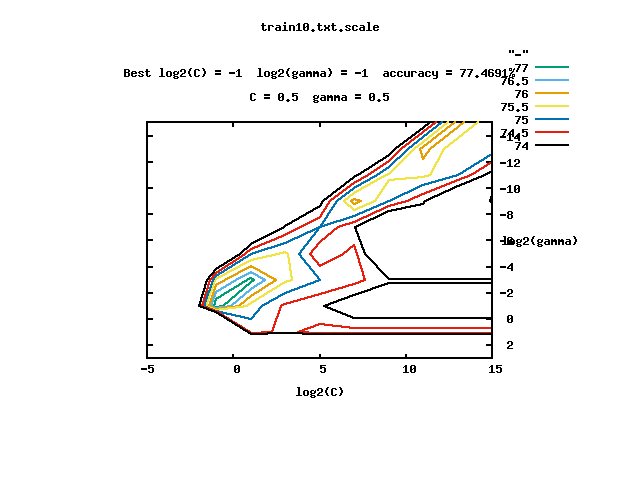 train10.txt.scale
"-"
Best log2(C) = -1  log2(gamma) = -1  accuracy = 77.4691%
77
76.5
C = 0.5  gamma = 0.5
76
75.5
75
74.5
-14
74
-12
-10
-8
-6
log2(gamma)
-4
-2
0
2
-5 0 5 10 15
log2(C)